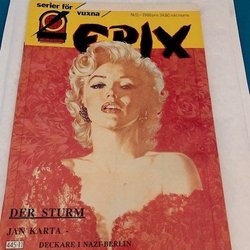 serier för
vuxna
EPIX
DER STURM
JAN KARTA -
DECKARE I NAZI-BERLIN